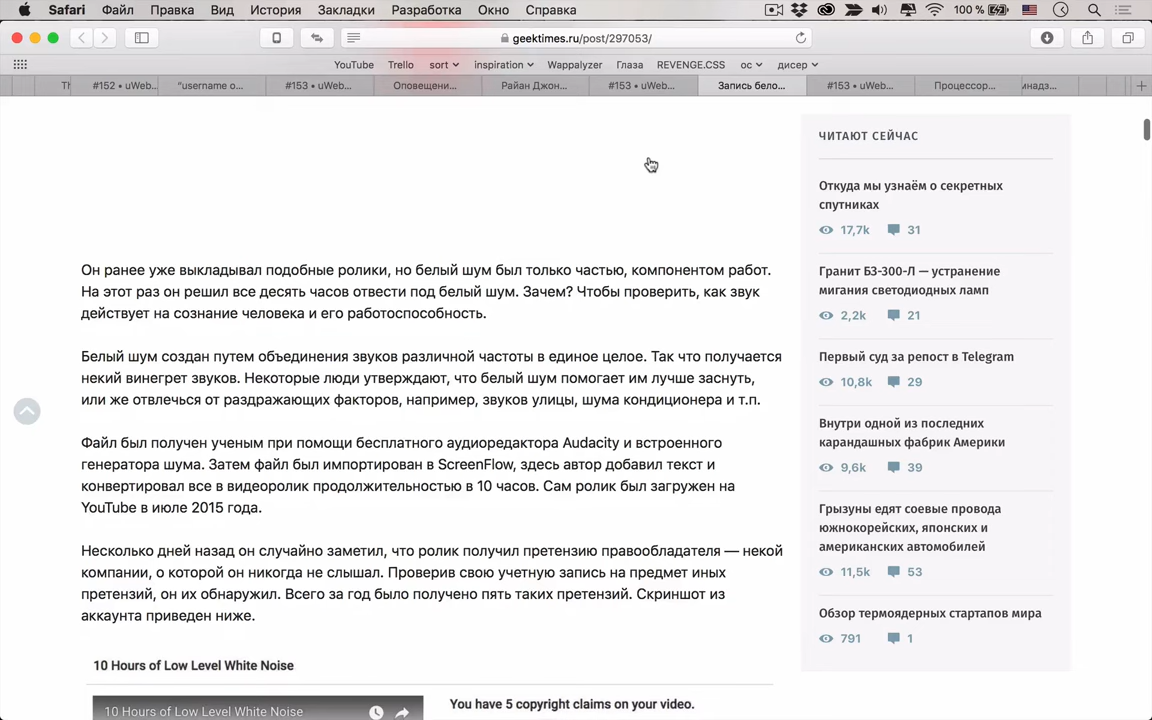 Safari Файл Правка Вид История Закладки Разработка Окно Справка 100 %
geektimes.ru/post/297053/
YouTube Trello sort inspiration Wappalyzer Глаза REVENGE.CSS ос дисер
#152 • uWeb... "username o... #153 • uWeb... Оповещени... Райан Джон... #153 • uWeb... Запись бело... #153 • uWeb... Процессор...
Он ранее уже выкладывал подобные ролики, но белый шум был только частью, компонентом работ.
На этот раз он решил все десять часов отвести под белый шум. Зачем? Чтобы проверить, как звук
действует на сознание человека и его работоспособность.
Белый шум создан путем объединения звуков различной частоты в единое целое. Так что получается
некий винегрет звуков. Некоторые люди утверждают, что белый шум помогает им лучше заснуть,
или же отвлечься от раздражающих факторов, например, звуков улицы, шума кондиционера и т.п.
Файл был получен ученым при помощи бесплатного аудиоредактора Audacity и встроенного
генератора шума. Затем файл был импортирован в ScreenFlow, здесь автор добавил текст и
конвертировал все в видеоролик продолжительностью в 10 часов. Сам ролик был загружен на
YouTube в июле 2015 года.
Несколько дней назад он случайно заметил, что ролик получил претензию правообладателя — некой
компании, о которой он никогда не слышал. Проверив свою учетную запись на предмет иных
претензий, он их обнаружил. Всего за год было получено пять таких претензий. Скриншот из
аккаунта приведен ниже.
10 Hours of Low Level White Noise
10 Hours of Low Level White Noise
You have 5 copyright claims on your video.
ЧИТАЮТ СЕЙЧАС
Откуда мы узнаём о секретных
спутниках
17,7k 31
Гранит БЗ-300-Л — устранение
мигания светодиодных ламп
2,2k 21
Первый суд за репост в Telegram
10,8k 29
Внутри одной из последних
карандашных фабрик Америки
9,6k 39
Грызуны едят соевые провода
южнокорейских, японских и
американских автомобилей
11,5k 53
Обзор термоядерных стартапов мира
791 1